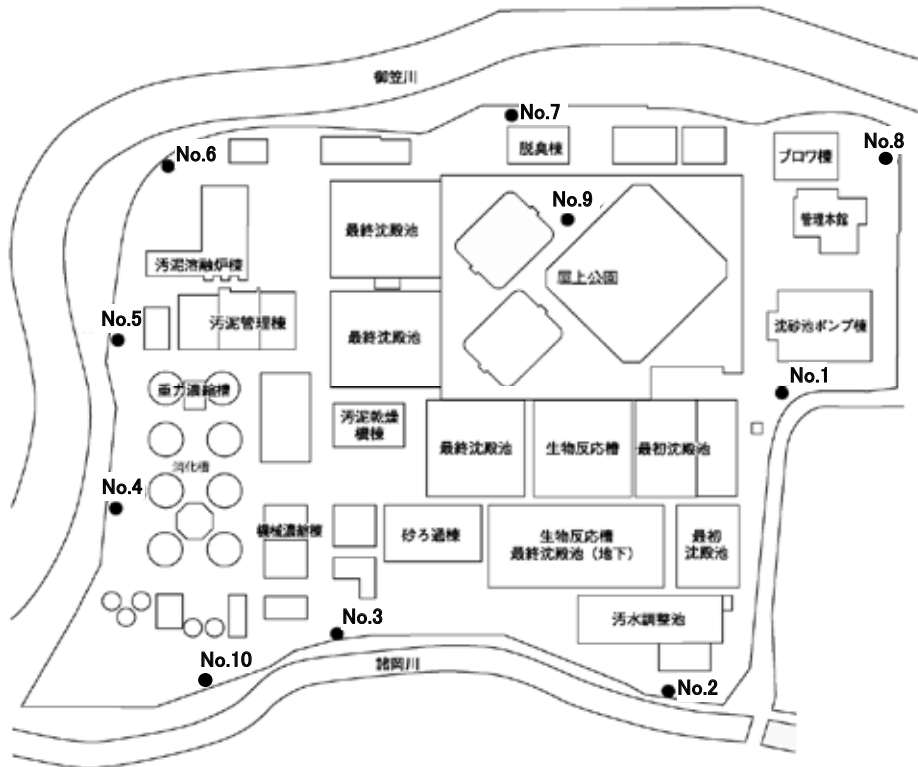 御笠川
No.7
No.8
No.6
脱臭棟
ブロワ棟
No.9
管理本館
最終沈殿池
汚泥溶融炉棟
屋上公園
No.5
汚泥管理棟
最終沈殿池
沈砂池ポンプ棟
No.1
重力濃縮槽
汚泥乾燥
機棟
最終沈殿池
生物反応槽
最初沈殿池
消化槽
No.4
機械濃縮棟
砂ろ過棟
生物反応槽
最終沈殿池（地下）
最初
沈殿池
No.3
汚水調整池
諸岡川
No.10
No.2